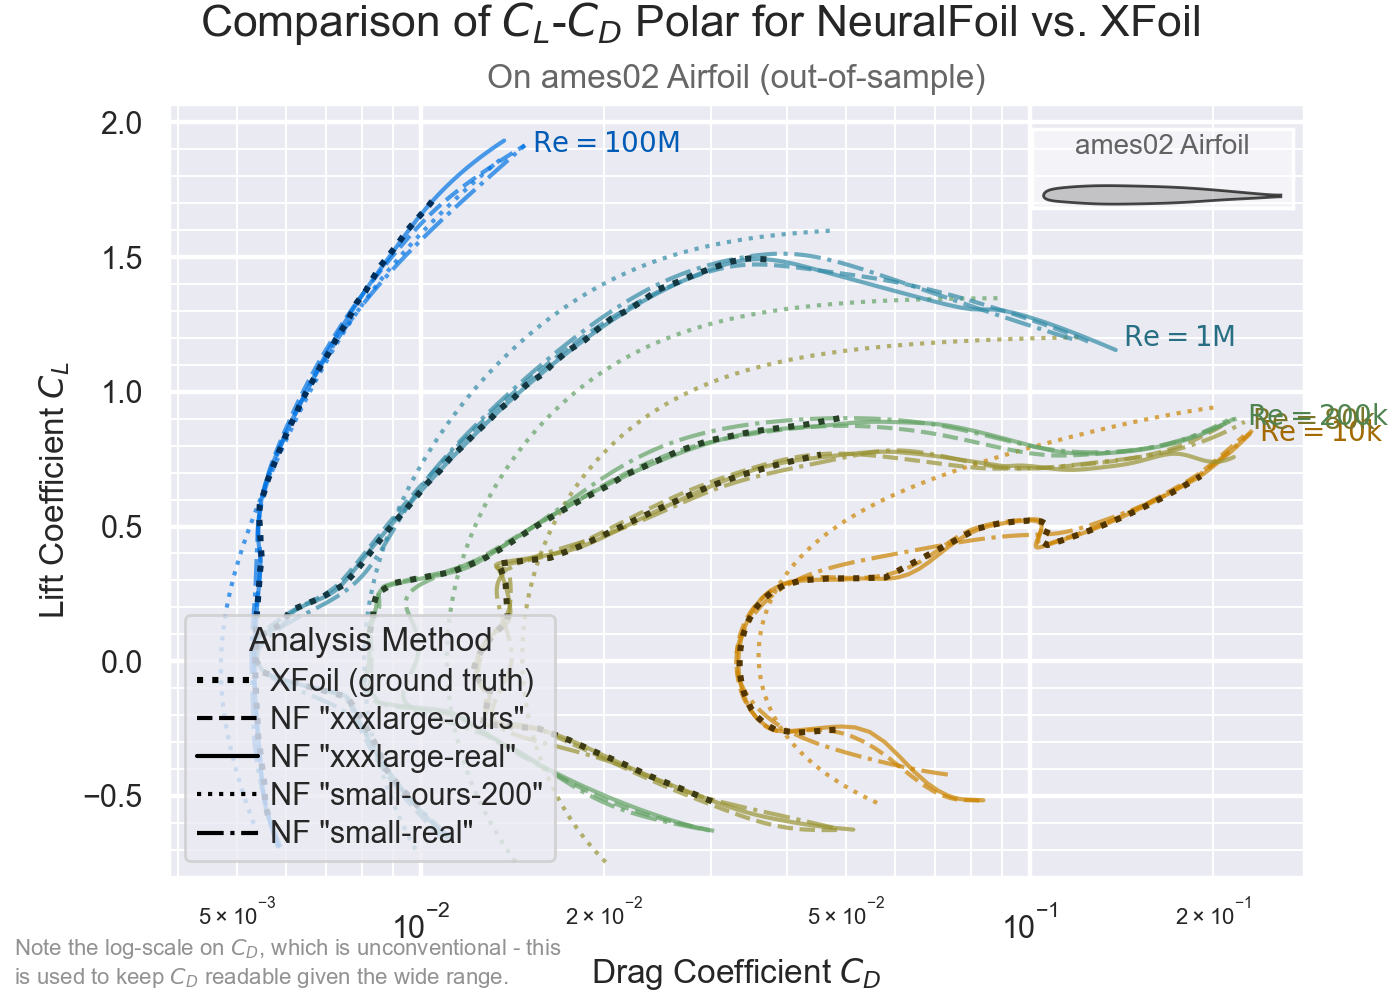 Comparison of C_L-C_D Polar for NeuralFoil vs. XFoil
On ames02 Airfoil (out-of-sample)
2.0
1.5
1.0
0.5
0.0
−0.5
Lift Coefficient C_L
Re = 100M
ames02 Airfoil
Re = 1M
Re = 200k
Re = 80k
Re = 10k
Analysis Method
XFoil (ground truth)
NF "xxxlarge-ours"
NF "xxxlarge-real"
NF "small-ours-200"
NF "small-real"
5 × 10⁻³
10⁻²
2 × 10⁻²
5 × 10⁻²
10⁻¹
2 × 10⁻¹
Drag Coefficient C_D
Note the log-scale on C_D, which is unconventional - this
is used to keep C_D readable given the wide range.